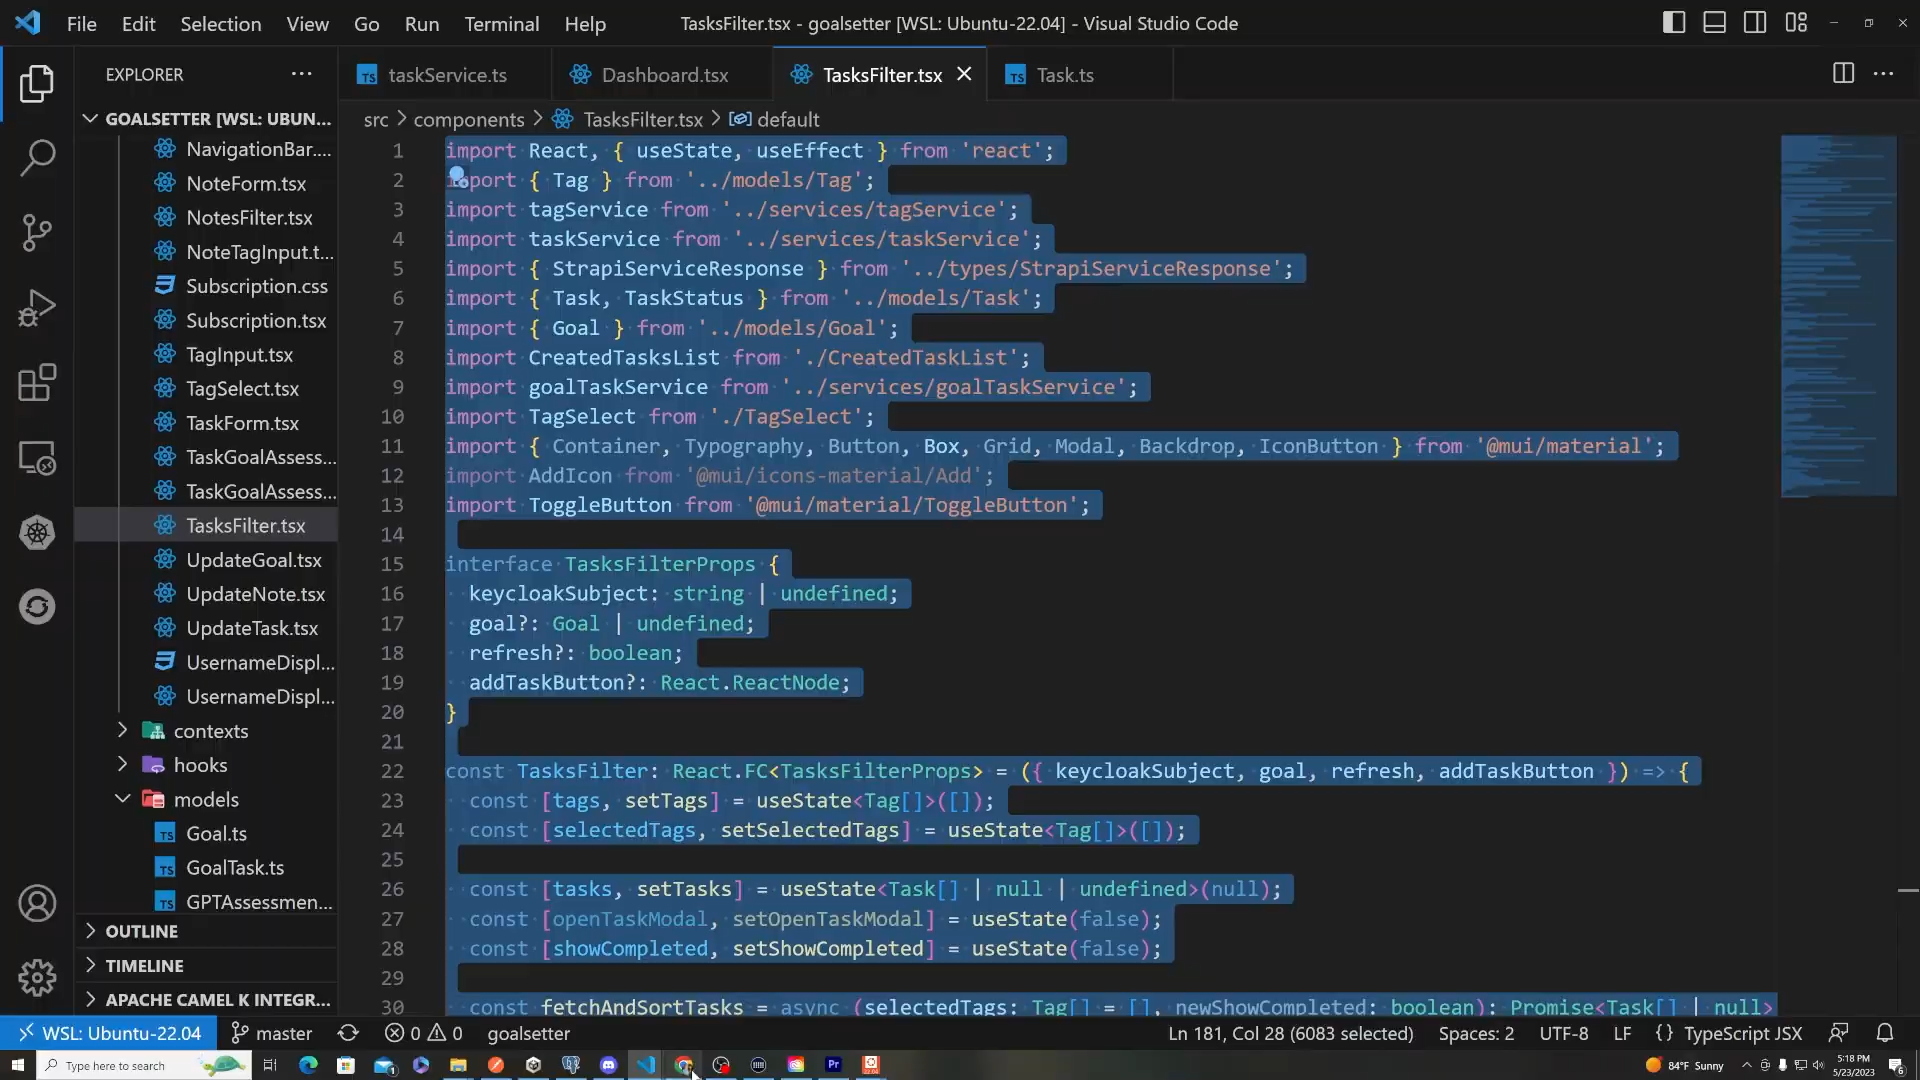 File Edit Selection View Go Run Terminal Help
TasksFilter.tsx - goalsetter [WSL: Ubuntu-22.04] - Visual Studio Code
EXPLORER
taskService.ts
Dashboard.tsx
TasksFilter.tsx
Task.ts
GOALSETTER [WSL: UBUN...
NavigationBar....
NoteForm.tsx
NotesFilter.tsx
NoteTagInput.t...
Subscription.css
Subscription.tsx
TagInput.tsx
TagSelect.tsx
TaskForm.tsx
TaskGoalAssess...
TaskGoalAssess...
TasksFilter.tsx
UpdateGoal.tsx
UpdateNote.tsx
UpdateTask.tsx
UsernameDispl...
UsernameDispl...
contexts
hooks
models
Goal.ts
GoalTask.ts
GPTAssessmen...
OUTLINE
TIMELINE
APACHE CAMEL K INTEGR...
src > components > TasksFilter.tsx > default
1 import React, { useState, useEffect } from 'react';
2 import { Tag } from '../models/Tag';
3 import tagService from '../services/tagService';
4 import taskService from '../services/taskService';
5 import { StrapiServiceResponse } from '../types/StrapiServiceResponse';
6 import { Task, TaskStatus } from '../models/Task';
7 import { Goal } from '../models/Goal';
8 import CreatedTasksList from './CreatedTaskList';
9 import goalTaskService from '../services/goalTaskService';
10 import TagSelect from './TagSelect';
11 import { Container, Typography, Button, Box, Grid, Modal, Backdrop, IconButton } from '@mui/material';
12 import AddIcon from '@mui/icons-material/Add';
13 import ToggleButton from '@mui/material/ToggleButton';
14
15 interface TasksFilterProps {
16 keycloakSubject: string | undefined;
17 goal?: Goal | undefined;
18 refresh?: boolean;
19 addTaskButton?: React.ReactNode;
20 }
21
22 const TasksFilter: React.FC<TasksFilterProps> = ({ keycloakSubject, goal, refresh, addTaskButton }) => {
23 const [tags, setTags] = useState<Tag[]>([]);
24 const [selectedTags, setSelectedTags] = useState<Tag[]>([]);
25
26 const [tasks, setTasks] = useState<Task[] | null | undefined>(null);
27 const [openTaskModal, setOpenTaskModal] = useState(false);
28 const [showCompleted, setShowCompleted] = useState(false);
29
30 const fetchAndSortTasks = async (selectedTags: Tag[] = [], newShowCompleted: boolean): Promise<Task[] | null>
WSL: Ubuntu-22.04 master 0 0 goalsetter Ln 181, Col 28 (6083 selected) Spaces: 2 UTF-8 LF {} TypeScript JSX
Type here to search
84°F Sunny
5:18 PM
5/23/2023